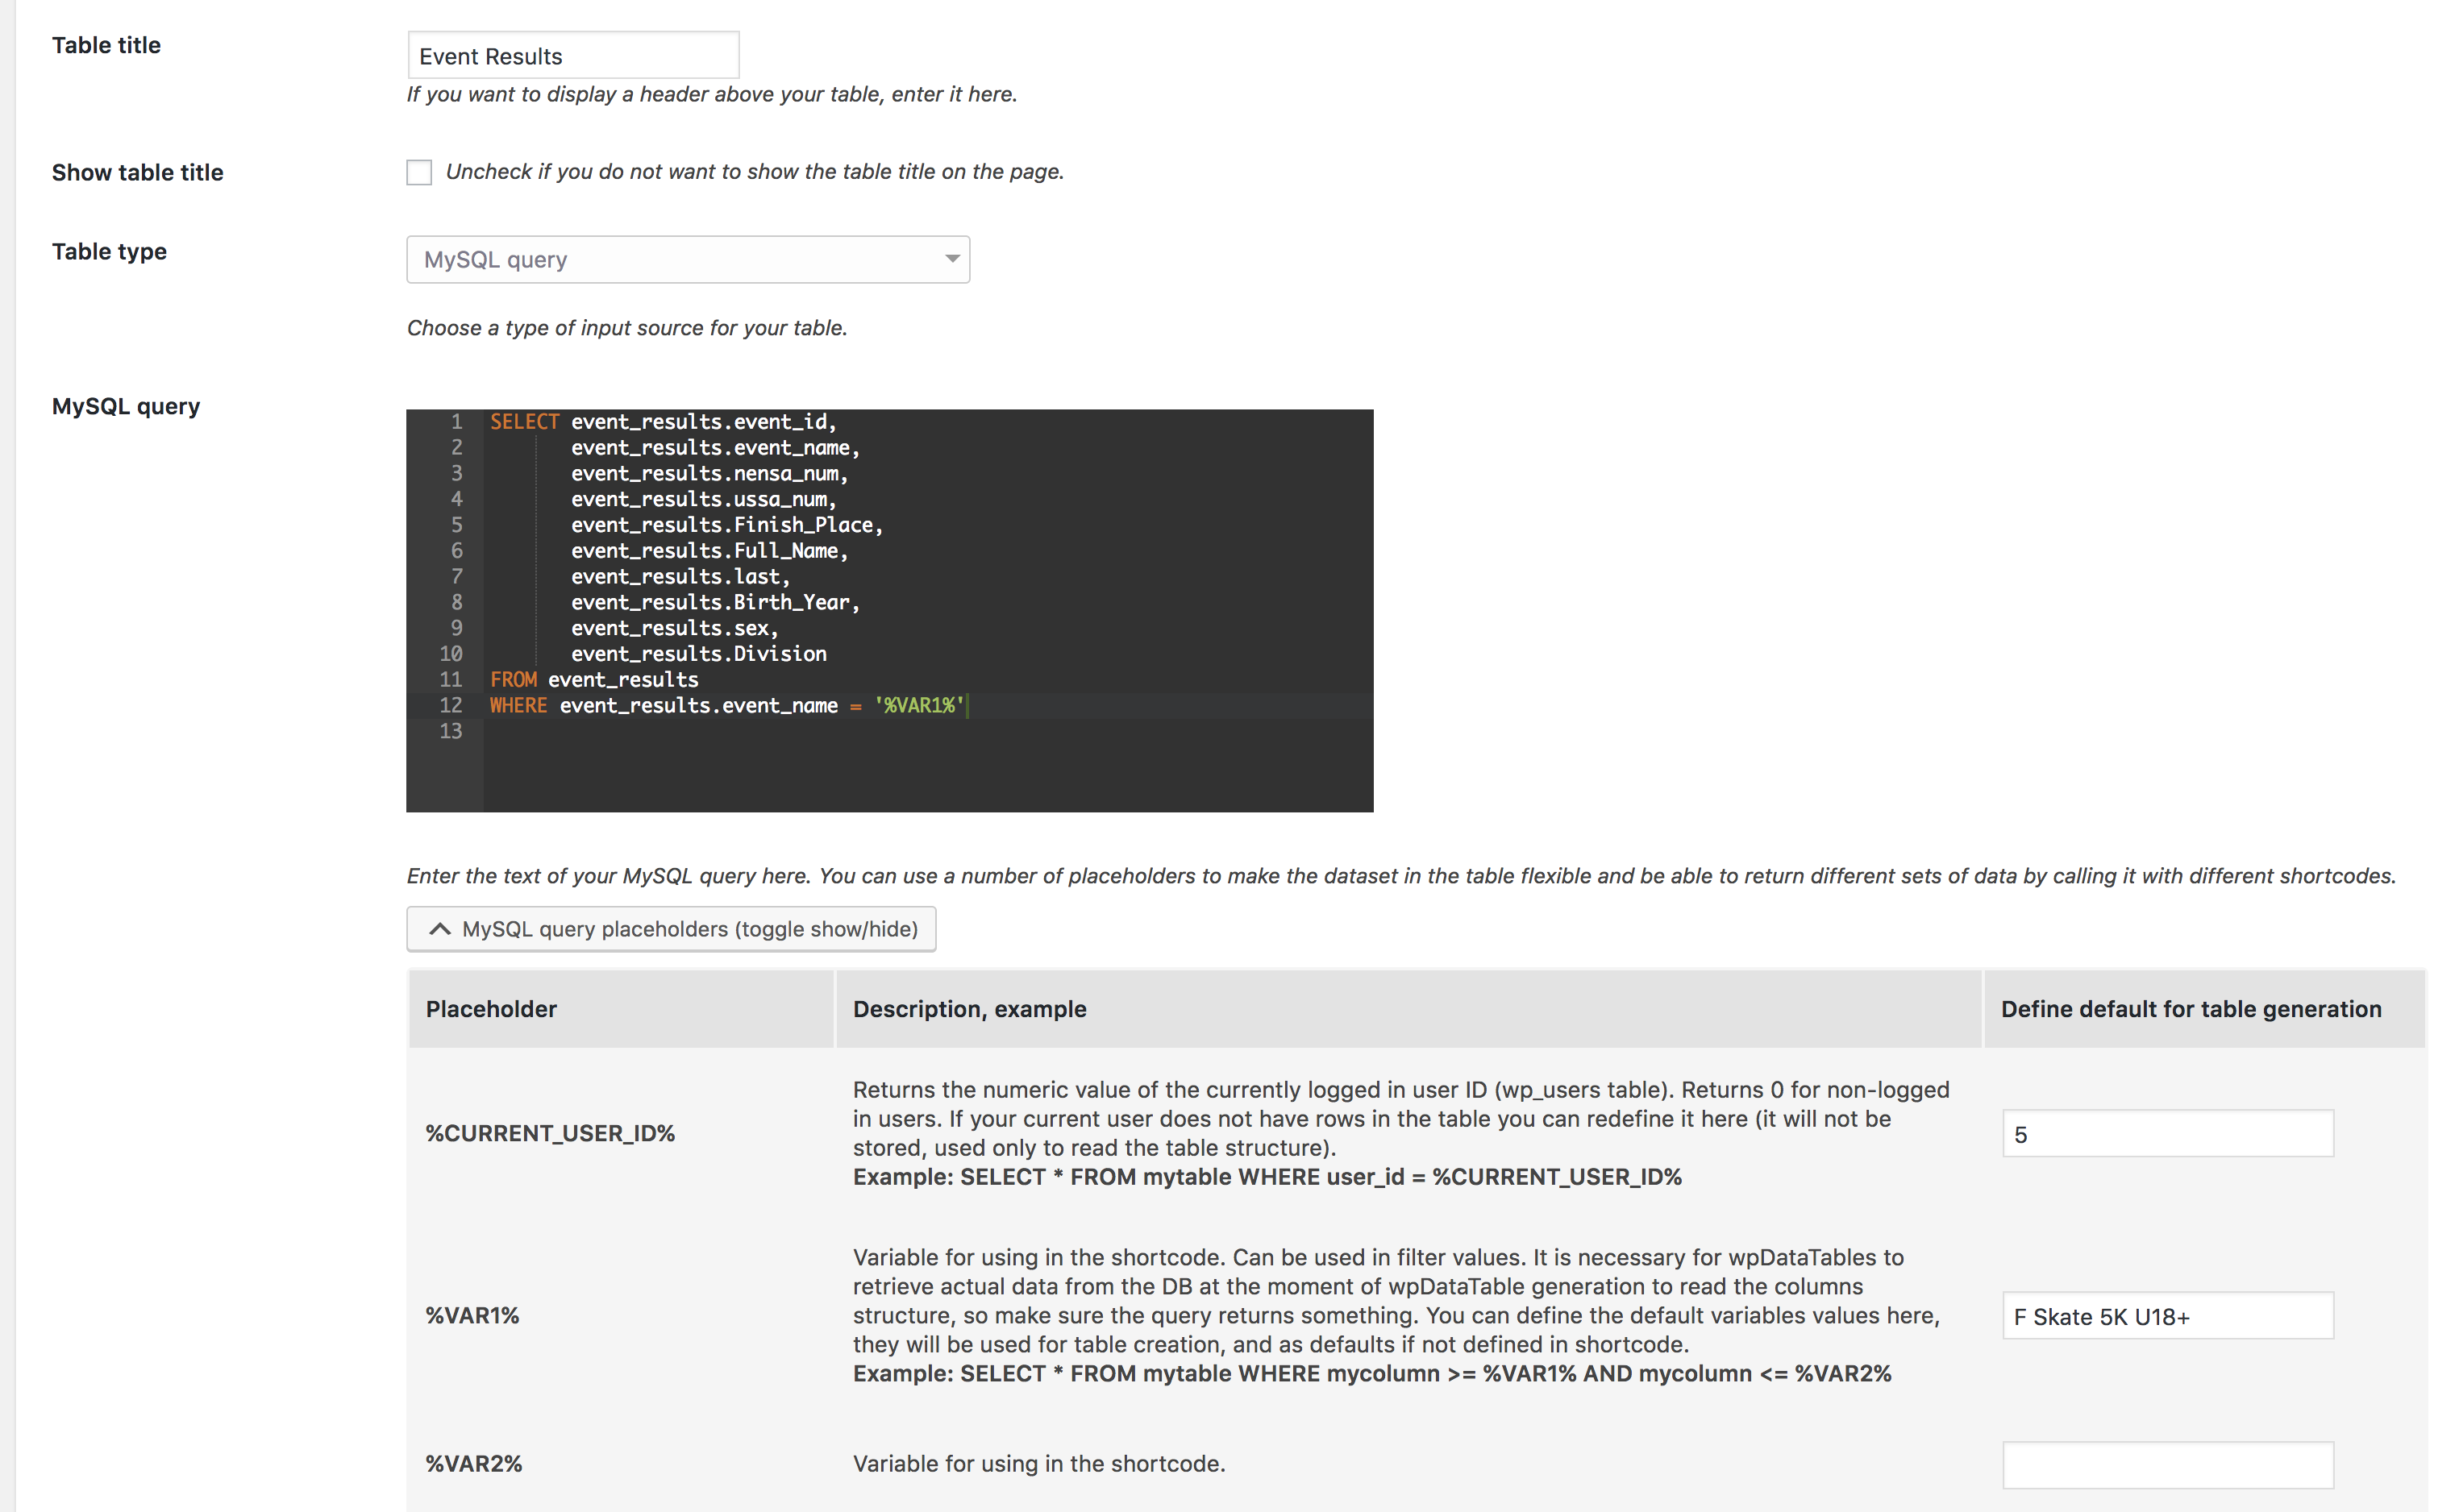 Table title
Event Results
If you want to display a header above your table, enter it here.
Show table title
Uncheck if you do not want to show the table title on the page.
Table type
MySQL query
Choose a type of input source for your table.
MySQL query
1 SELECT event_results.event_id,
2 event_results.event_name,
3 event_results.nensa_num,
4 event_results.ussa_num,
5 event_results.Finish_Place,
6 event_results.Full_Name,
7 event_results.last,
8 event_results.Birth_Year,
9 event_results.sex,
10 event_results.Division
11 FROM event_results
12 WHERE event_results.event_name = '%VAR1%'
13
Enter the text of your MySQL query here. You can use a number of placeholders to make the dataset in the table flexible and be able to return different sets of data by calling it with different shortcodes.
MySQL query placeholders (toggle show/hide)
Placeholder Description, example Define default for table generation
%CURRENT_USER_ID%
Returns the numeric value of the currently logged in user ID (wp_users table). Returns 0 for non-logged
in users. If your current user does not have rows in the table you can redefine it here (it will not be
stored, used only to read the table structure).
Example: SELECT * FROM mytable WHERE user_id = %CURRENT_USER_ID%
5
%VAR1%
Variable for using in the shortcode. Can be used in filter values. It is necessary for wpDataTables to
retrieve actual data from the DB at the moment of wpDataTable generation to read the columns
structure, so make sure the query returns something. You can define the default variables values here,
they will be used for table creation, and as defaults if not defined in shortcode.
Example: SELECT * FROM mytable WHERE mycolumn >= %VAR1% AND mycolumn <= %VAR2%
F Skate 5K U18+
%VAR2%
Variable for using in the shortcode.